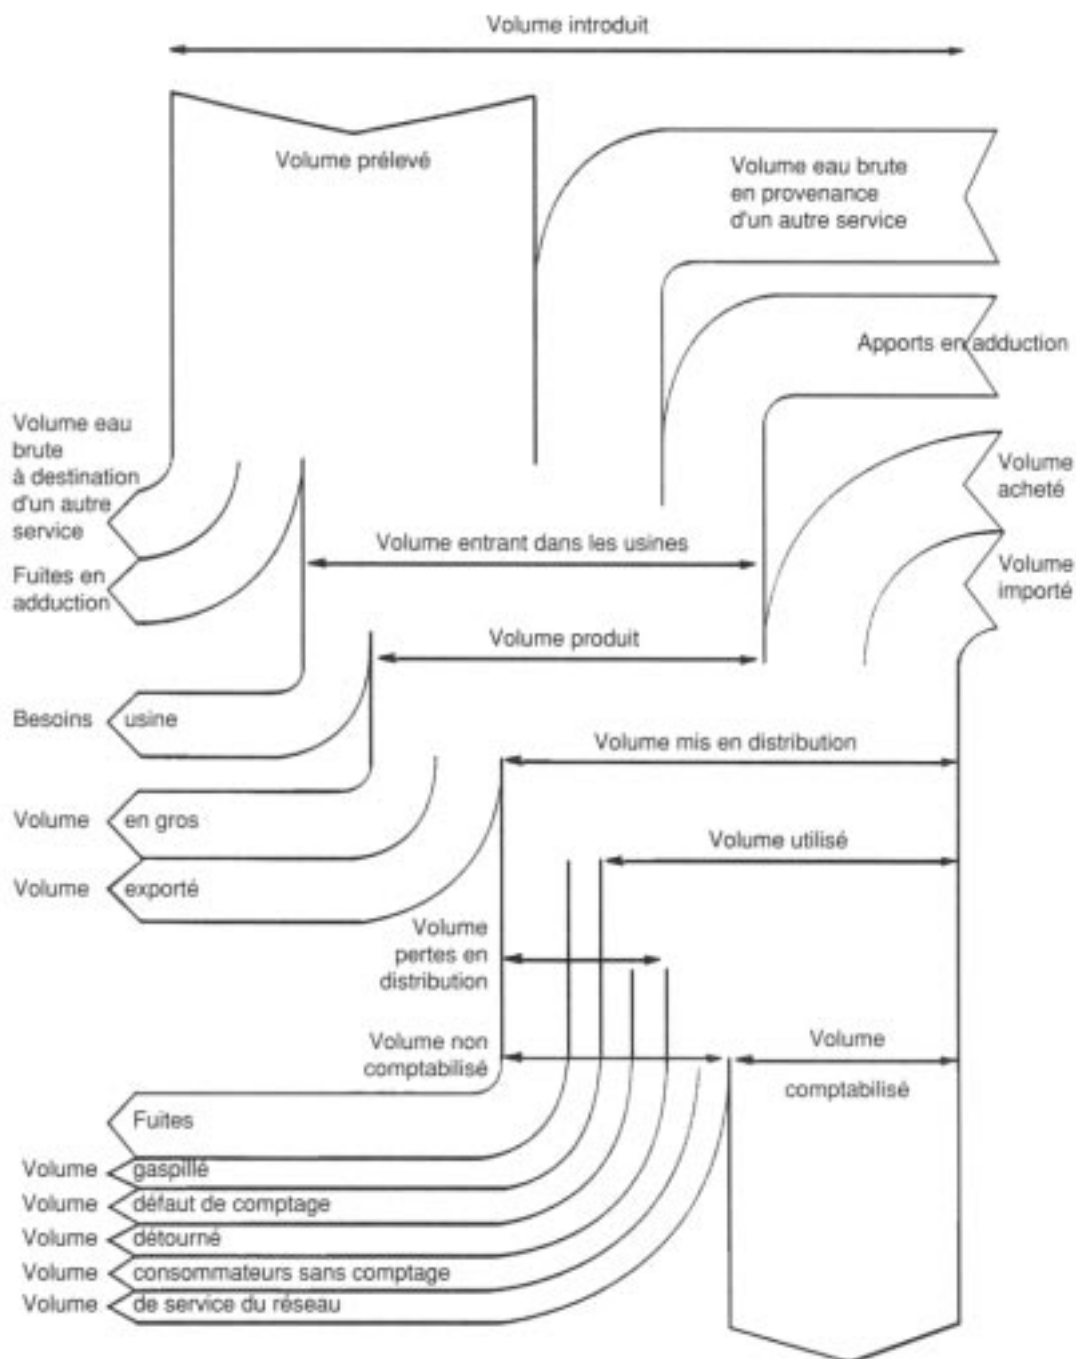 Volume introduit
Volume prélevé
Volume eau brute
en provenance
d'un autre service
Apports en adduction
Volume eau
brute
à destination
d'un autre
service
Volume
acheté
Volume entrant dans les usines
Fuites en
adduction
Volume
importé
Volume produit
Besoins usine
Volume mis en distribution
Volume en gros
Volume utilisé
Volume exporté
Volume
pertes en
distribution
Volume non
comptabilisé
Volume
comptabilisé
Fuites
Volume gaspillé
Volume défaut de comptage
Volume détourné
Volume consommateurs sans comptage
Volume de service du réseau